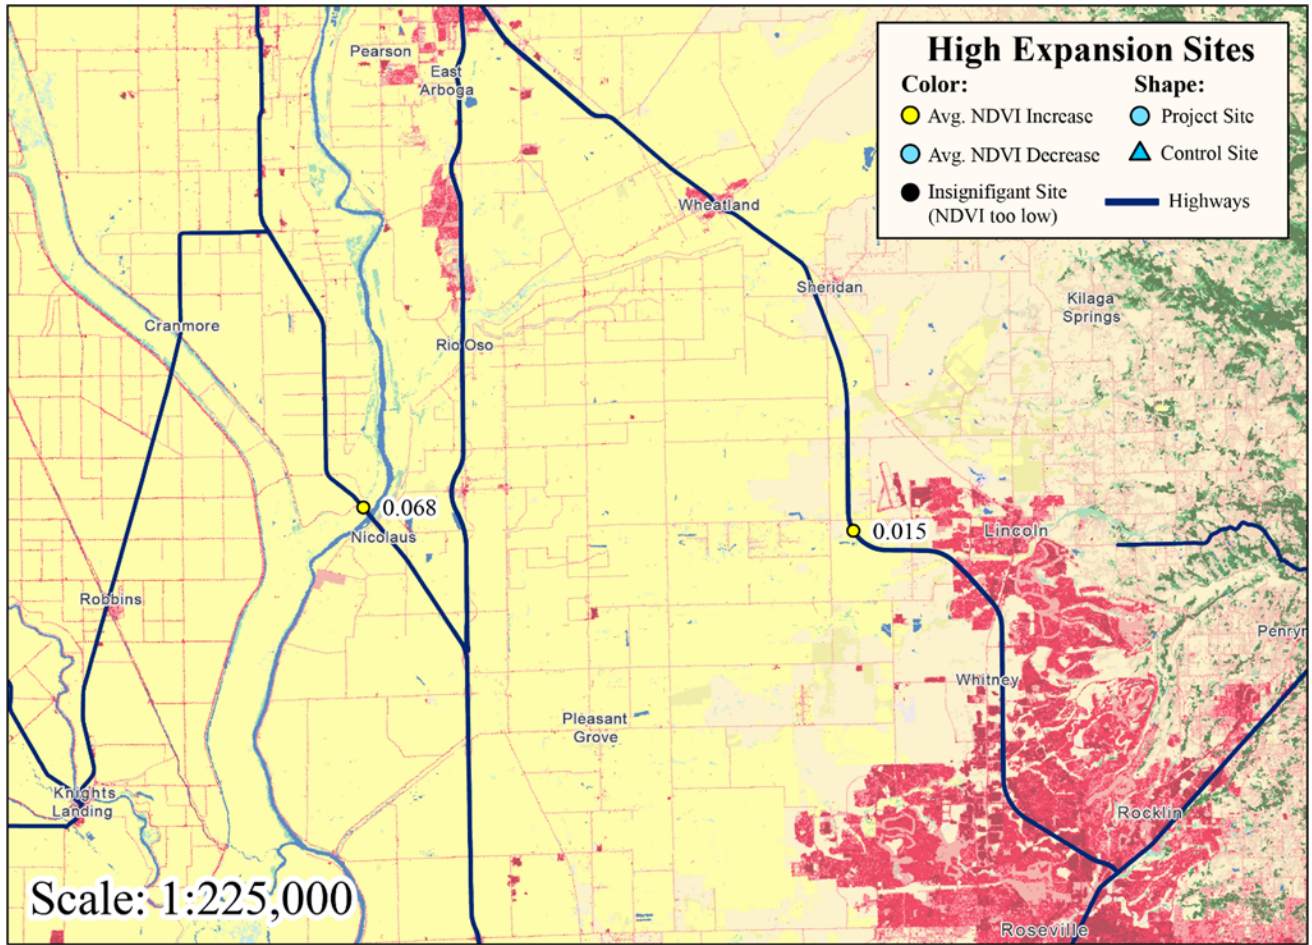 High Expansion Sites
Color:
Shape:
Avg. NDVI Increase
Project Site
Avg. NDVI Decrease
Control Site
Insignifigant Site
(NDVI too low)
Highways
Pearson
East
Arboga
Wheatland
Sheridan
Kilaga
Springs
Cranmore
Rio Oso
0.068
Nicolaus
0.015
Lincoln
Robbins
Penryn
Whitney
Pleasant
Grove
Knights
Landing
Rocklin
Scale: 1:225,000
Roseville